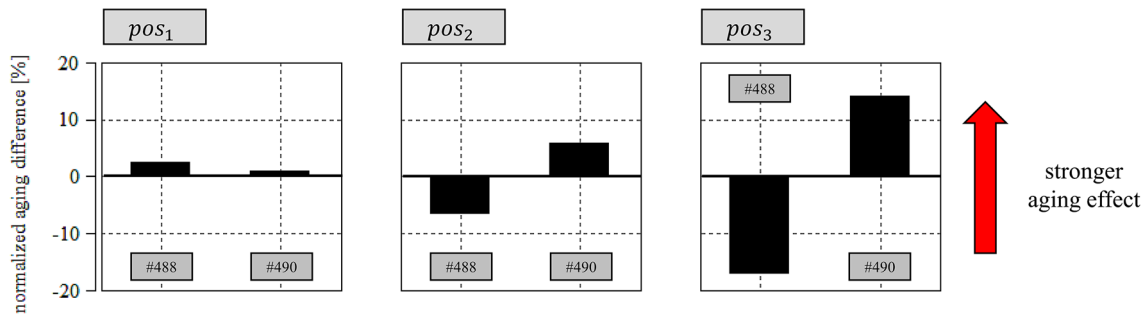 pos₁
pos₂
pos₃
normalized aging difference [%]
20
10
0
-10
-20
#488
#490
#488
#490
#488
#490
stronger
aging effect